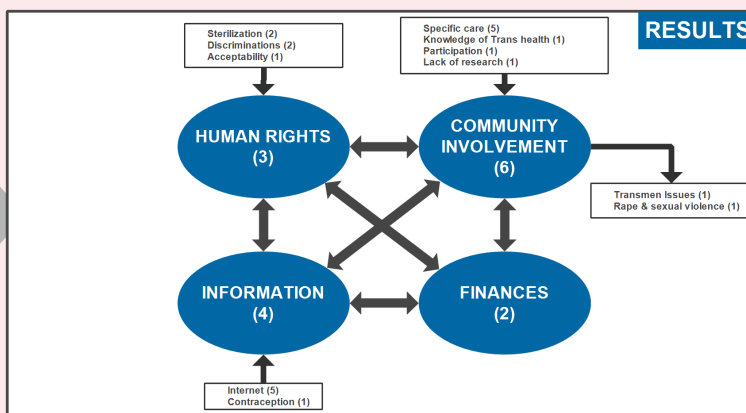 RESULTS
Sterilization (2)
Discriminations (2)
Acceptability (1)
Specific care (5)
Knowledge of Trans health (1)
Participation (1)
Lack of research (1)
HUMAN RIGHTS
(3)
COMMUNITY
INVOLVEMENT
(6)
Transmen Issues (1)
Rape & sexual violence (1)
INFORMATION
(4)
FINANCES
(2)
Internet (5)
Contraception (1)